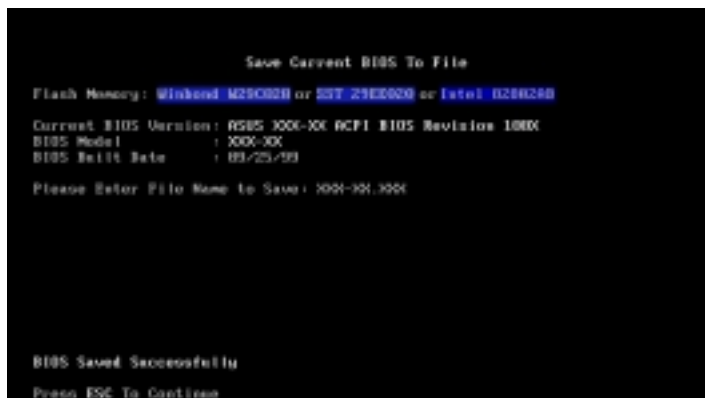 Save Current BIOS To File
Flash Memory: Winbond W29C020 or SST 29EE020 or Intel
Current BIOS Version: ASUS XXX-XX ACPI BIOS Revision 100X
BIOS Model : XXX-XX
BIOS Built Date : 09/25/99
Please Enter File Name to Save: XXX-XX.XXX
BIOS Saved Successfully
Press ESC To Continue